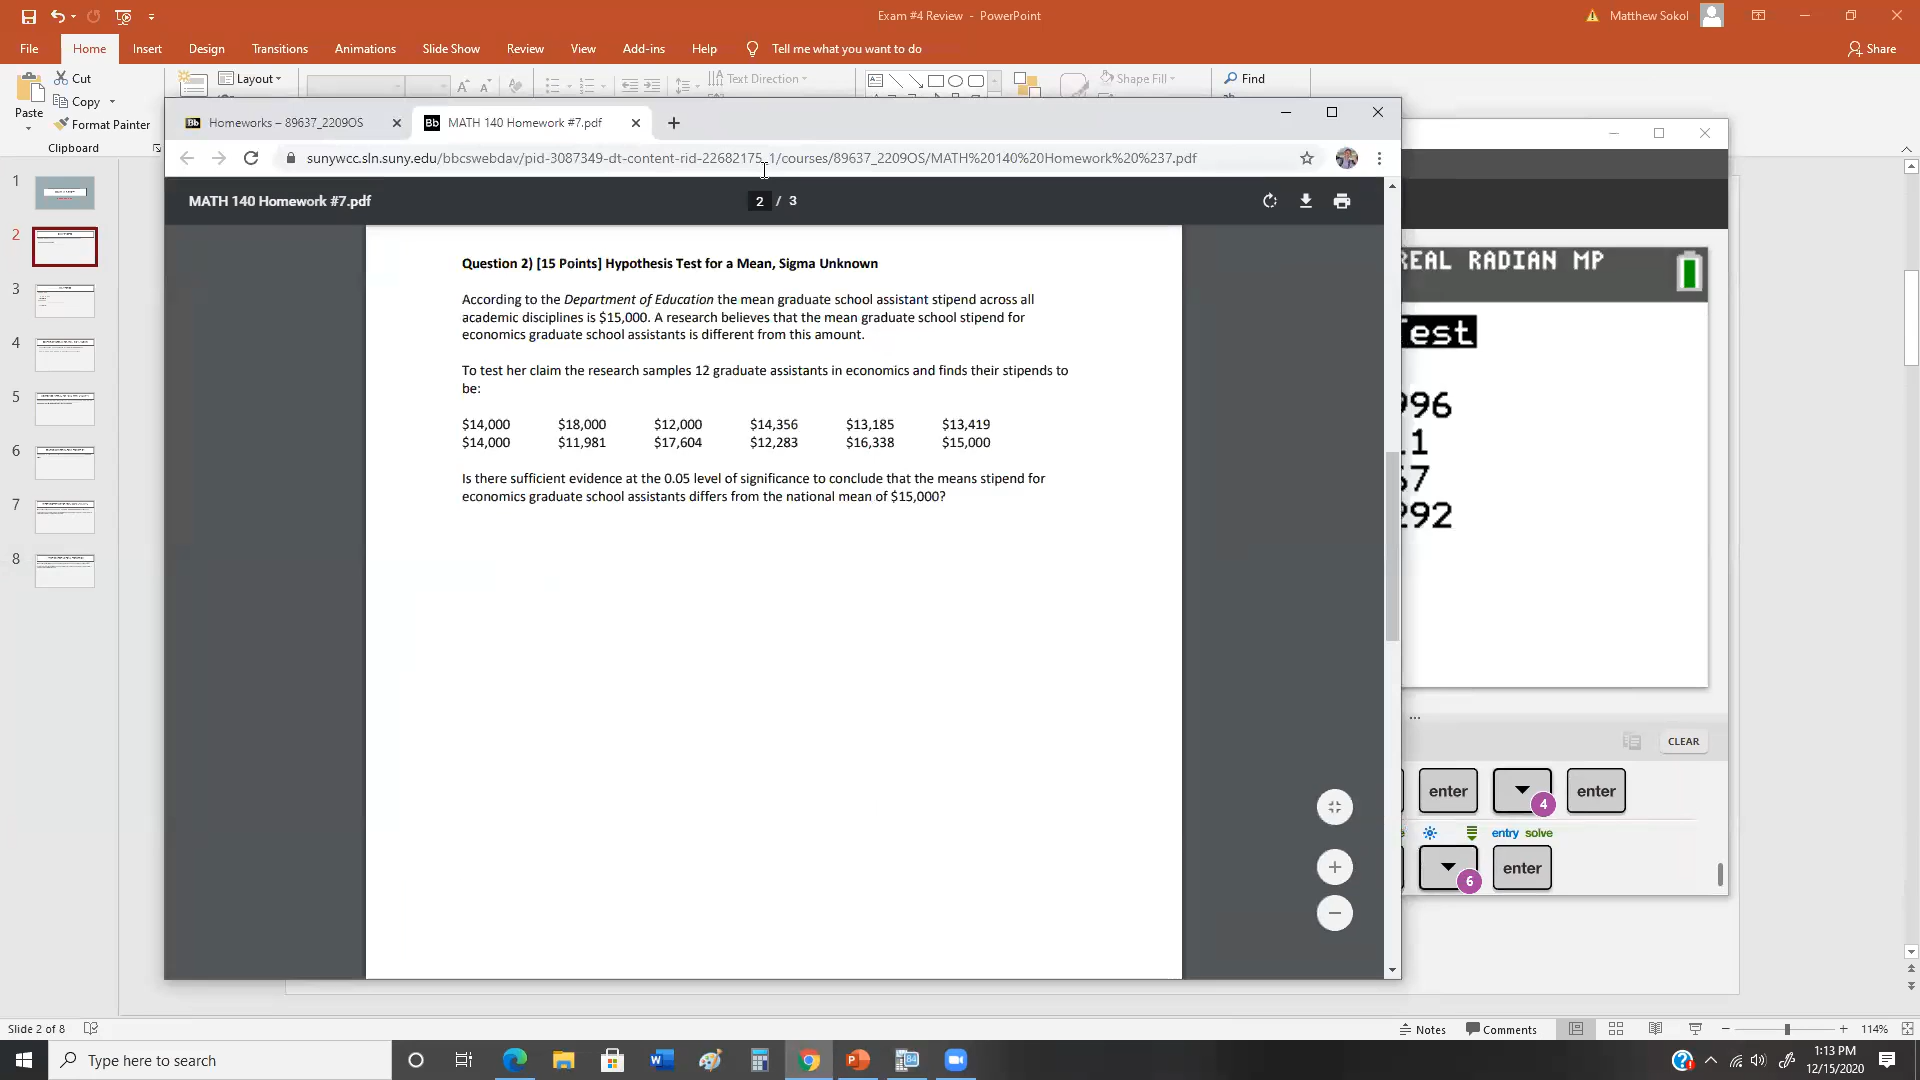 Exam #4 Review - PowerPoint
Matthew Sokol
File Home Insert Design Transitions Animations Slide Show Review View Add-ins Help Tell me what you want to do
Share
Paste
Cut
Copy
Format Painter
Clipboard
Layout
Text Direction
Shape Fill
Find
Homeworks – 89637_2209OS
MATH 140 Homework #7.pdf
sunywcc.sln.suny.edu/bbcswebdav/pid-3087349-dt-content-rid-22682175_1/courses/89637_2209OS/MATH%20140%20Homework%20%237.pdf
MATH 140 Homework #7.pdf
2 / 3
Question 2) [15 Points] Hypothesis Test for a Mean, Sigma Unknown
According to the Department of Education the mean graduate school assistant stipend across all
academic disciplines is $15,000. A research believes that the mean graduate school stipend for
economics graduate school assistants is different from this amount.
To test her claim the research samples 12 graduate assistants in economics and finds their stipends to
be:
$14,000 $18,000 $12,000 $14,356 $13,185 $13,419
$14,000 $11,981 $17,604 $12,283 $16,338 $15,000
Is there sufficient evidence at the 0.05 level of significance to conclude that the means stipend for
economics graduate school assistants differs from the national mean of $15,000?
1
2
3
4
5
6
7
8
REAL RADIAN MP
Test
996
11
67
292
...
CLEAR
enter
4
enter
entry solve
6
enter
Slide 2 of 8
Notes
Comments
114%
Type here to search
84
1:13 PM
12/15/2020